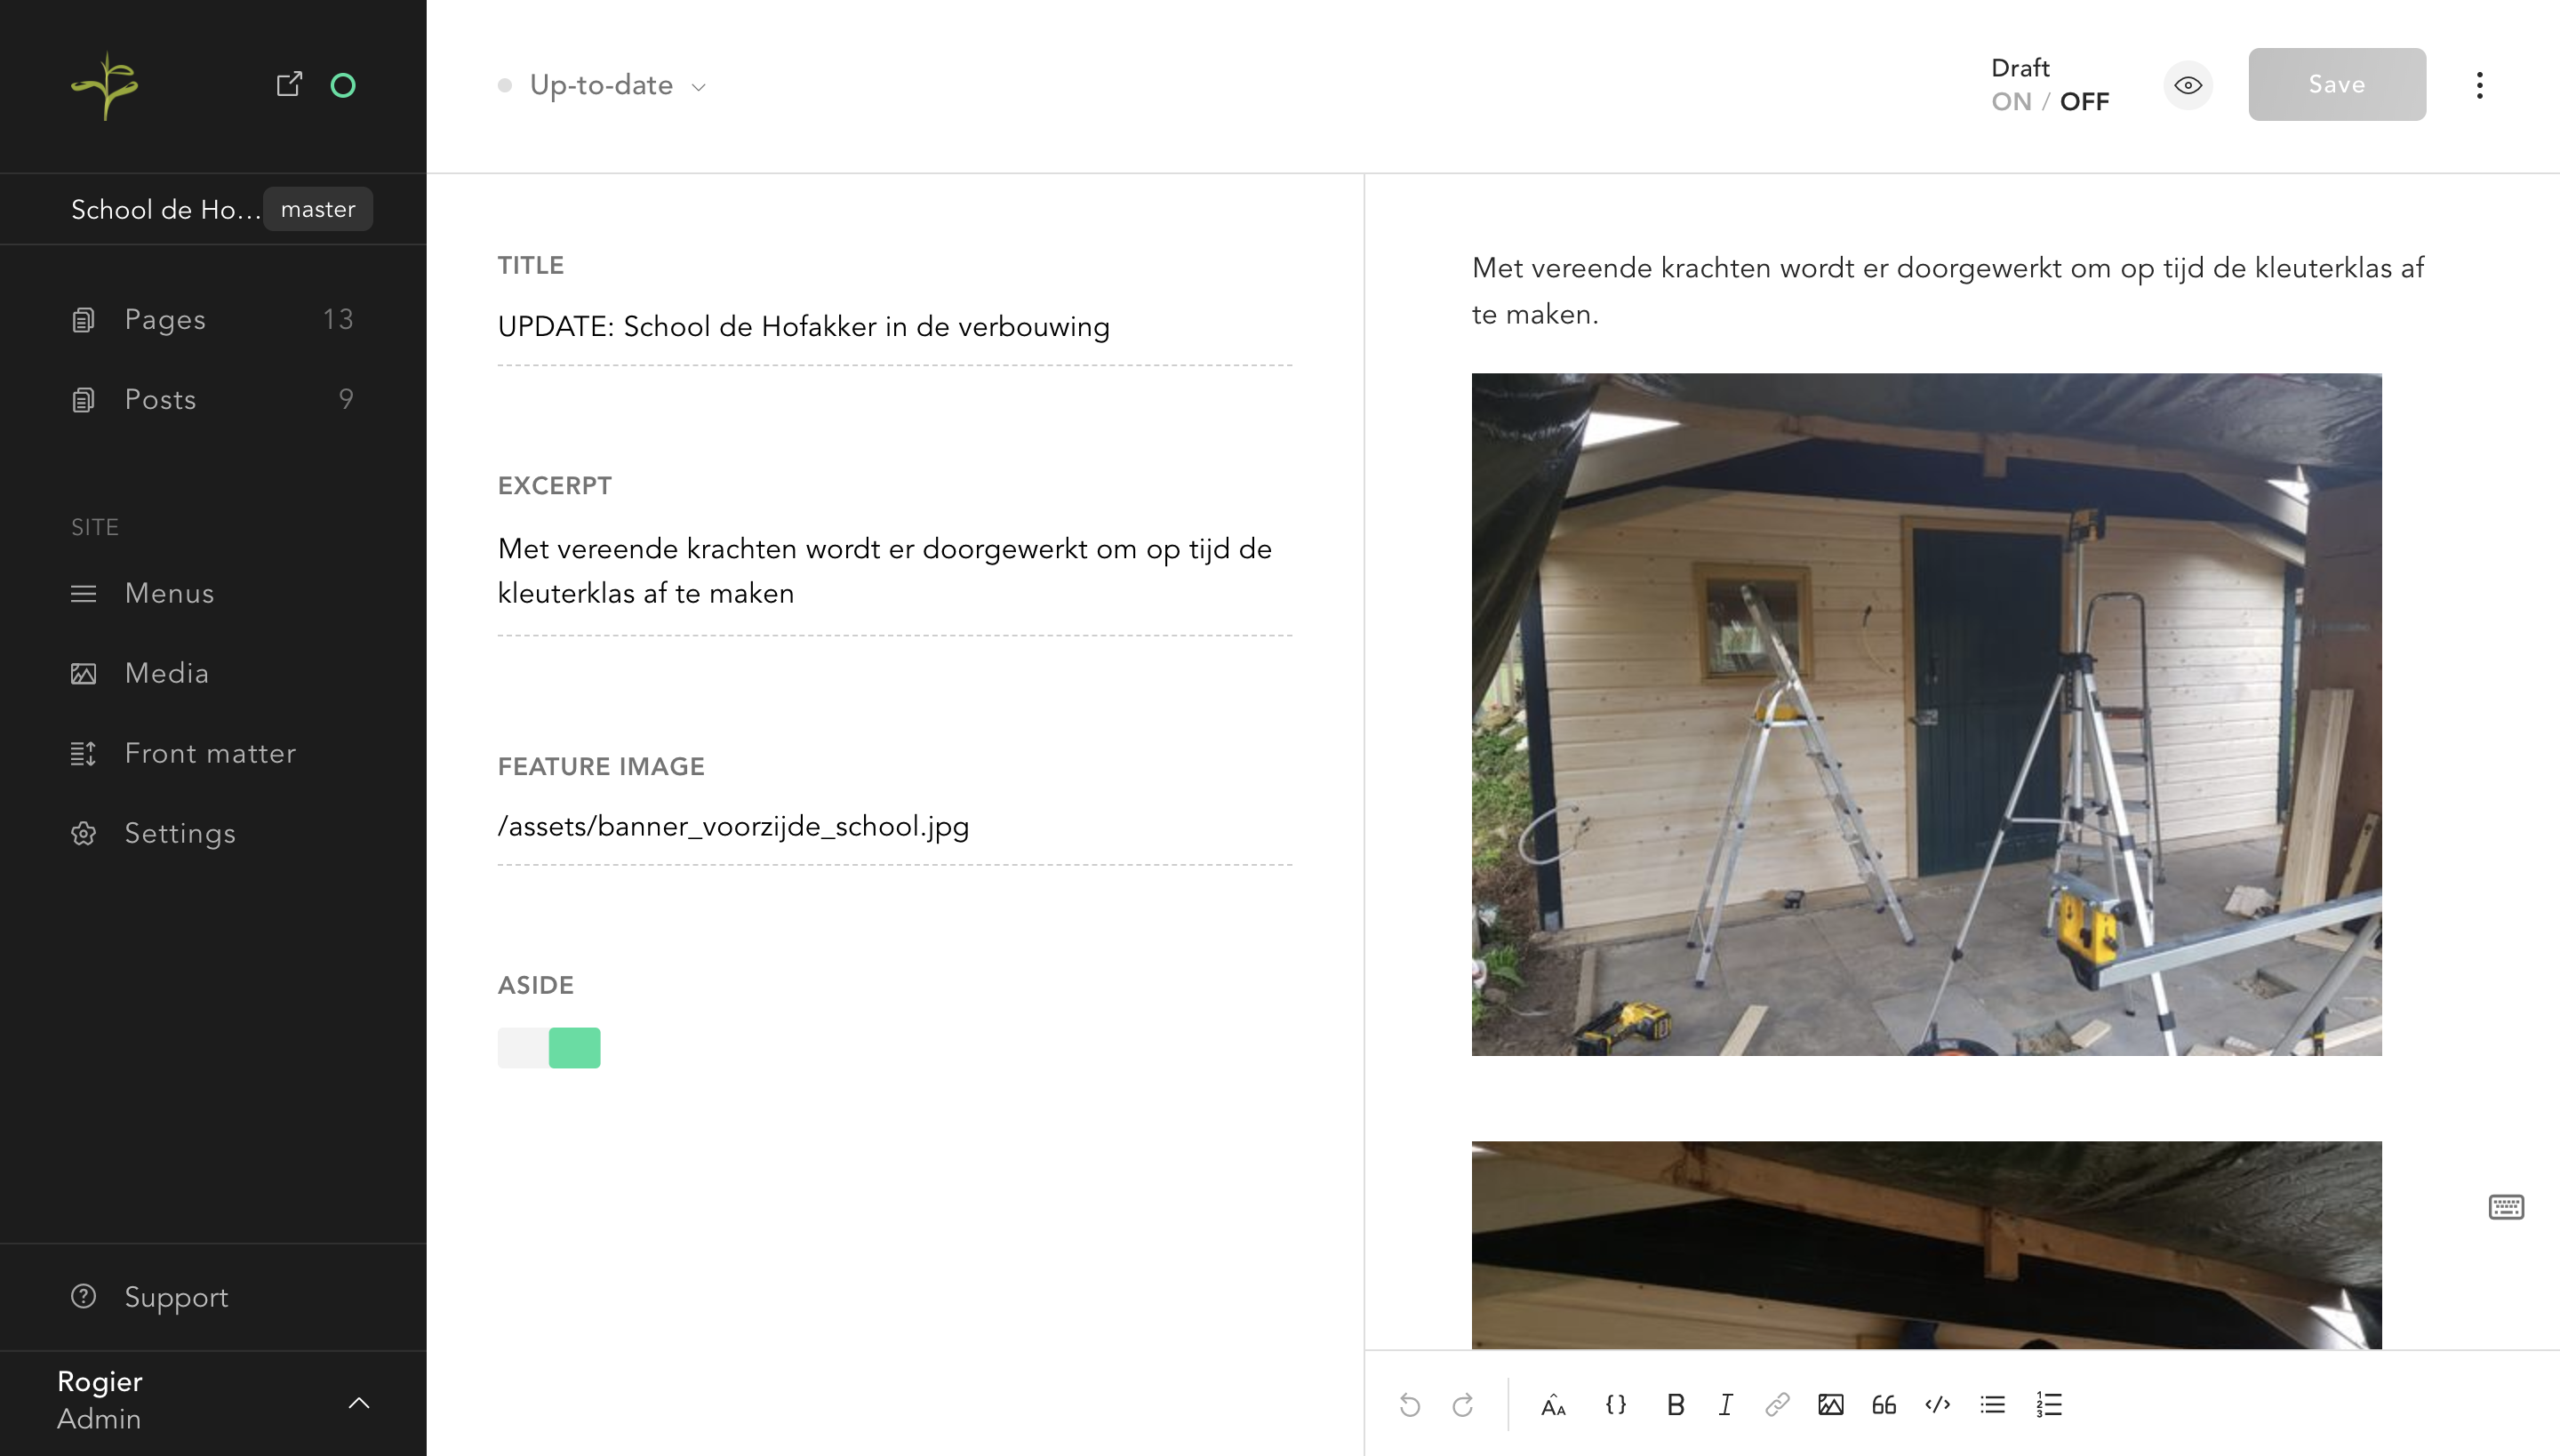 School de Ho... master
Pages 13
Posts 9
SITE
Menus
Media
Front matter
Settings
Support
Rogier
Admin
Up-to-date
Draft
ON / OFF
Save
TITLE
UPDATE: School de Hofakker in de verbouwing
EXCERPT
Met vereende krachten wordt er doorgewerkt om op tijd de
kleuterklas af te maken
FEATURE IMAGE
/assets/banner_voorzijde_school.jpg
ASIDE
Met vereende krachten wordt er doorgewerkt om op tijd de kleuterklas af
te maken.